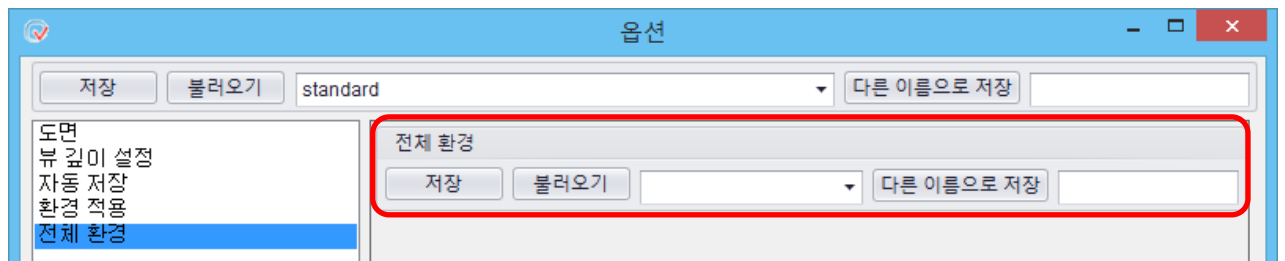 옵션
저장 불러오기 standard 다른 이름으로 저장
도면
뷰 깊이 설정
자동 저장
환경 적용
전체 환경
전체 환경
저장 불러오기 다른 이름으로 저장